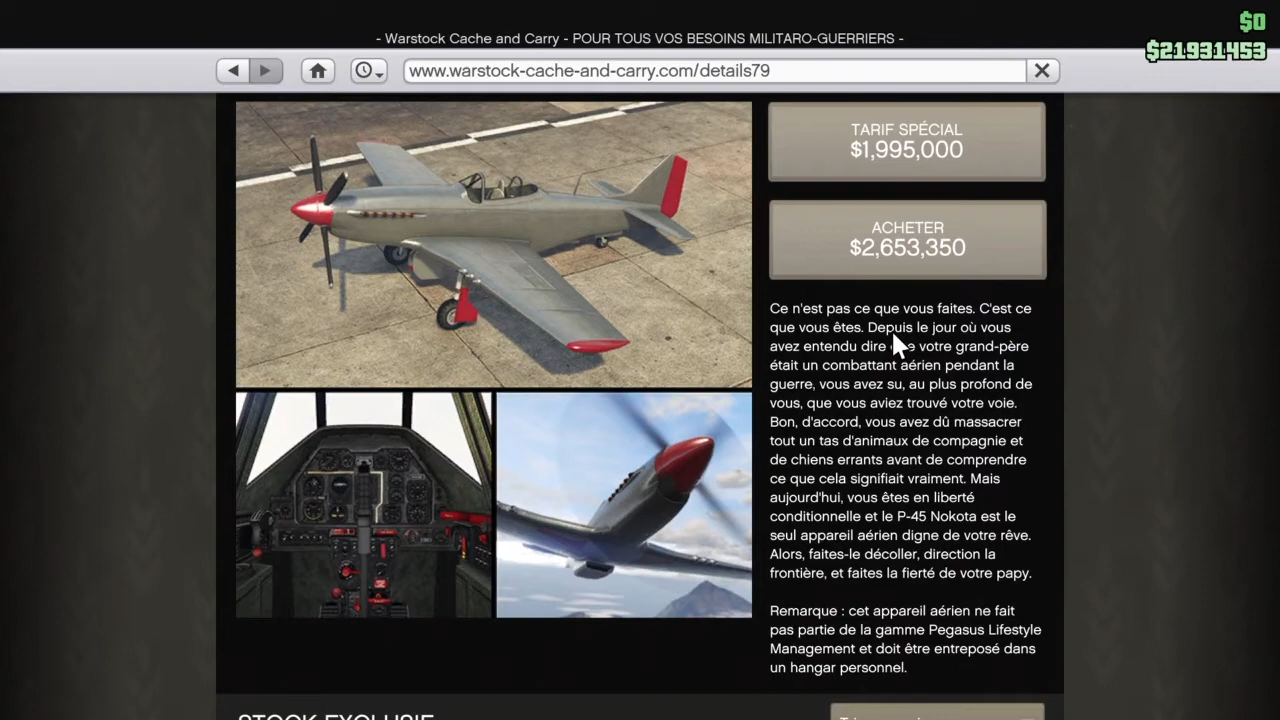 $0
- Warstock Cache and Carry - POUR TOUS VOS BESOINS MILITARO-GUERRIERS -
$21931453
www.warstock-cache-and-carry.com/details79
TARIF SPÉCIAL
$1,995,000
ACHETER
$2,653,350
Ce n'est pas ce que vous faites. C'est ce
que vous êtes. Depuis le jour où vous
avez entendu dire votre grand-père
était un combattant aérien pendant la
guerre, vous avez su, au plus profond de
vous, que vous aviez trouvé votre voie.
Bon, d'accord, vous avez dû massacrer
tout un tas d'animaux de compagnie et
de chiens errants avant de comprendre
ce que cela signifiait vraiment. Mais
aujourd'hui, vous êtes en liberté
conditionnelle et le P-45 Nokota est le
seul appareil aérien digne de votre rêve.
Alors, faites-le décoller, direction la
frontière, et faites la fierté de votre papy.
Remarque : cet appareil aérien ne fait
pas partie de la gamme Pegasus Lifestyle
Management et doit être entreposé dans
un hangar personnel.
STOCK EXCLUSIF